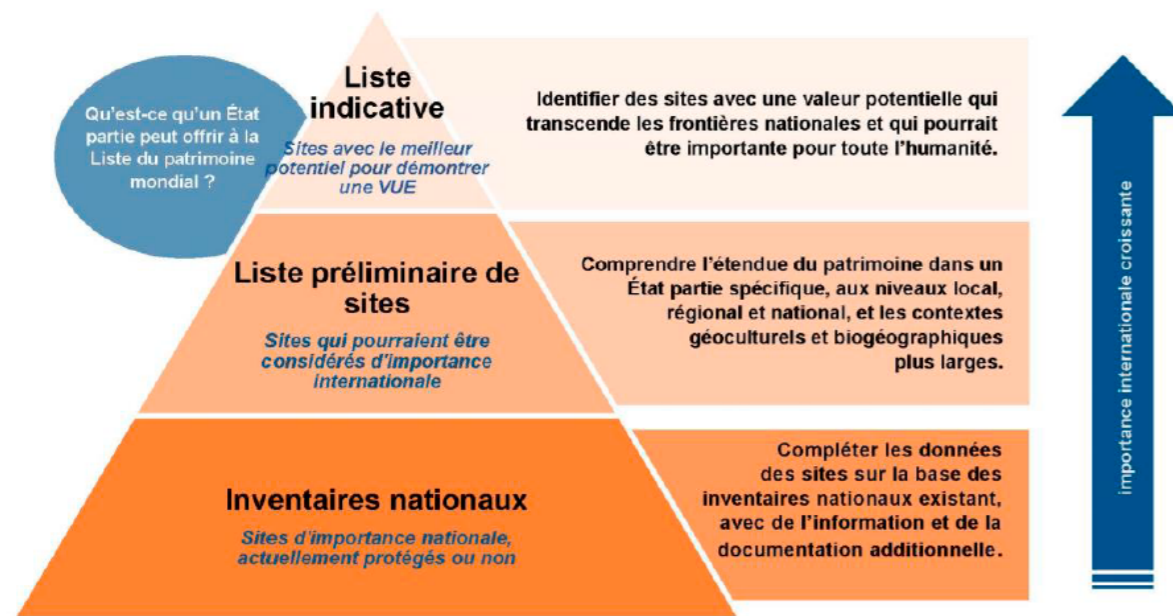 Qu'est-ce qu'un État
partie peut offrir à la
Liste du patrimoine
mondial ?
Liste
indicative
Sites avec le meilleur
potentiel pour démontrer
une VUE
Identifier des sites avec une valeur potentielle qui
transcende les frontières nationales et qui pourrait
être importante pour toute l'humanité.
Liste préliminaire de
sites
Sites qui pourraient être
considérés d'importance
internationale
Comprendre l'étendue du patrimoine dans un
État partie spécifique, aux niveaux local,
régional et national, et les contextes
géoculturels et biogéographiques
plus larges.
Inventaires nationaux
Sites d'importance nationale,
actuellement protégés ou non
Compléter les données
des sites sur la base des
inventaires nationaux existant,
avec de l'information et de la
documentation additionnelle.
importance internationale croissante